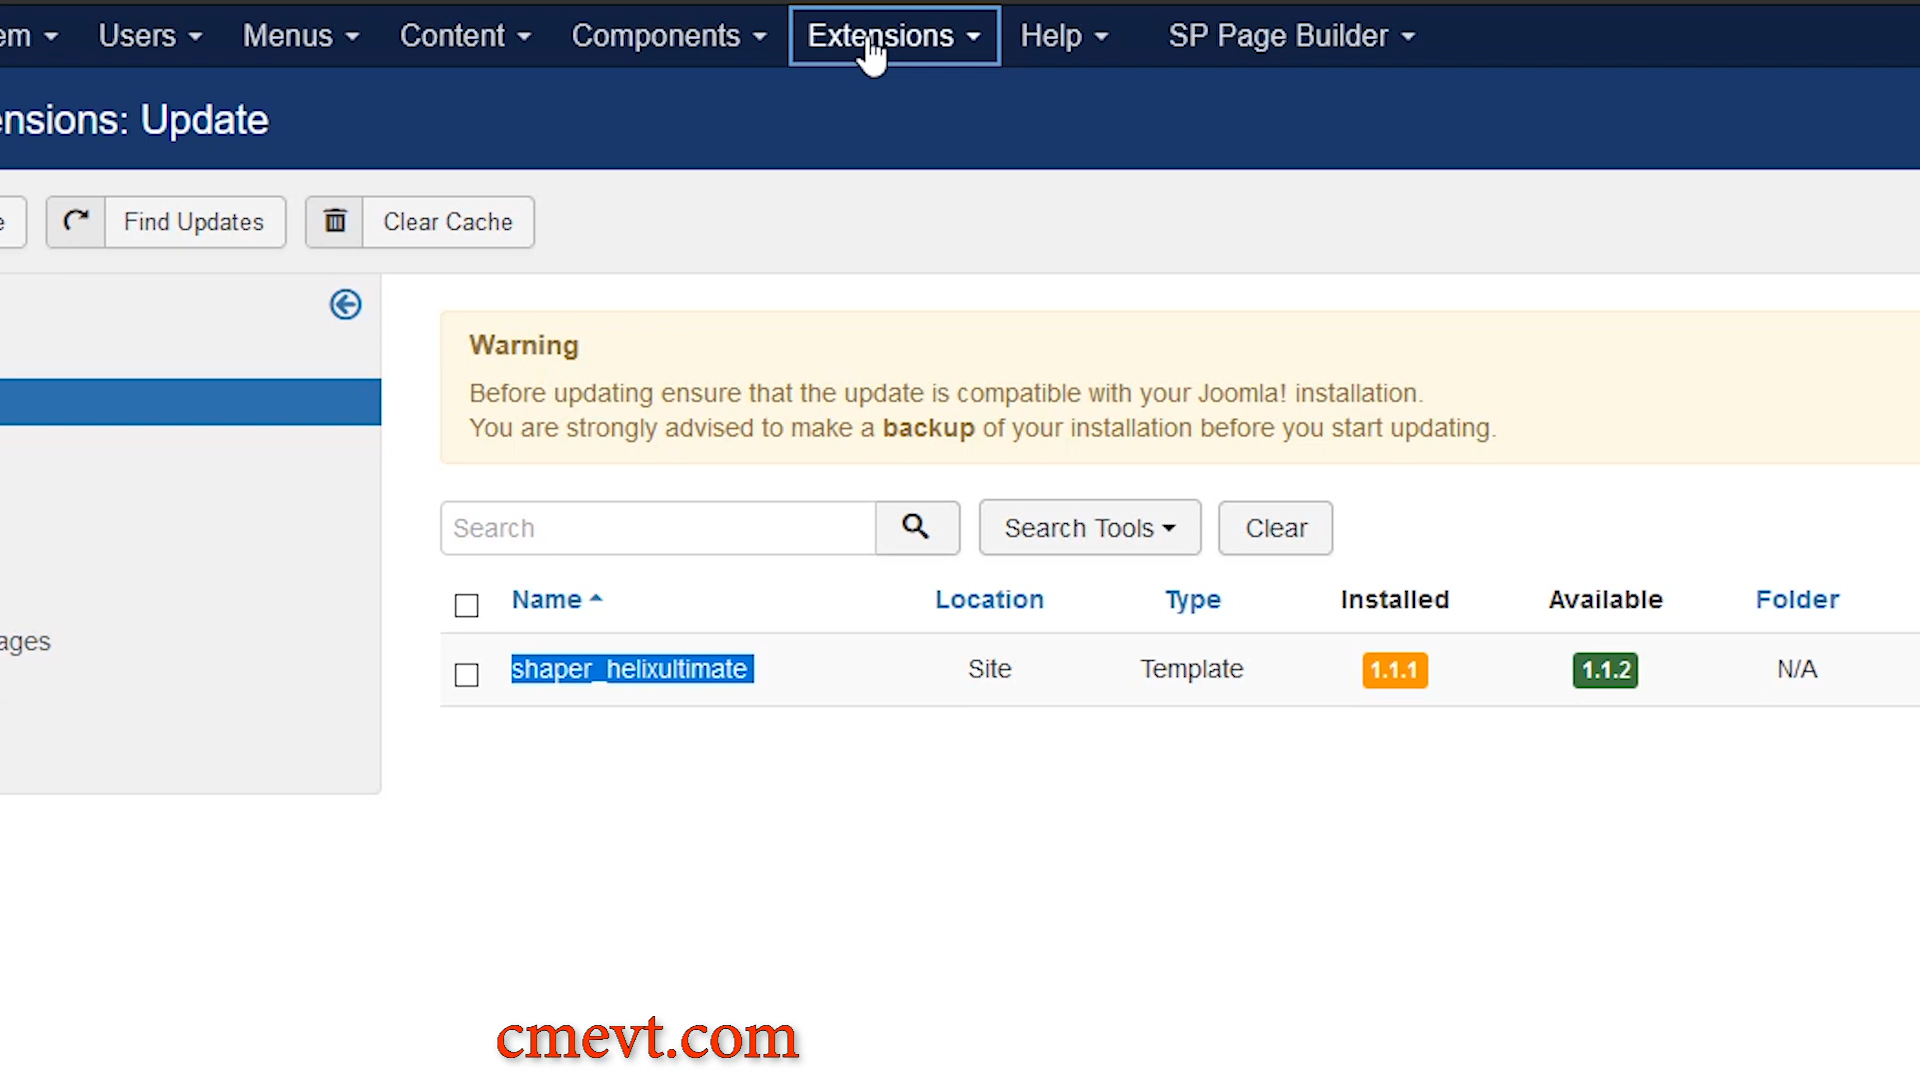 em Users Menus Content Components Extensions Help SP Page Builder
ensions: Update
e Find Updates Clear Cache
Warning
Before updating ensure that the update is compatible with your Joomla! installation.
You are strongly advised to make a backup of your installation before you start updating.
Search Search Tools Clear
Name Location Type Installed Available Folder
ages
shaper_helixultimate Site Template 1.1.1 1.1.2 N/A
cmevt.com